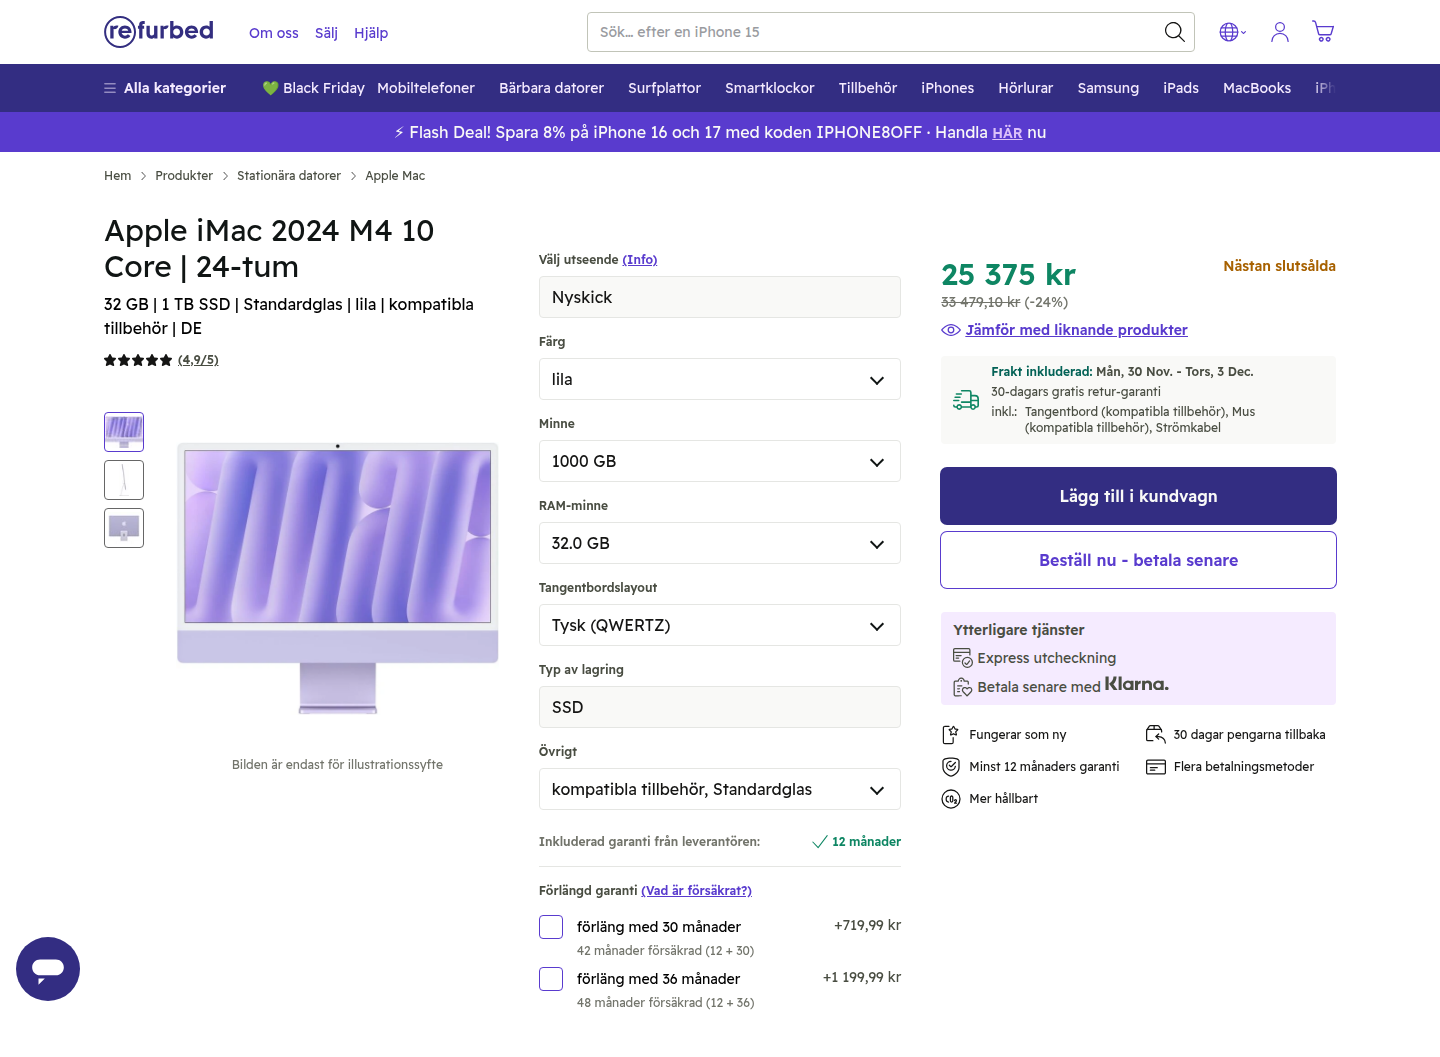 refurbed
Om oss
Sälj
Hjälp
Sök... efter en iPhone 15
Alla kategorier
💚 Black Friday
Mobiltelefoner
Bärbara datorer
Surfplattor
Smartklockor
Tillbehör
iPhones
Hörlurar
Samsung
iPads
MacBooks
iPh
⚡ Flash Deal! Spara 8% på iPhone 16 och 17 med koden IPHONE8OFF · Handla HÄR nu
Hem > Produkter > Stationära datorer > Apple Mac
Apple iMac 2024 M4 10
Core | 24-tum
32 GB | 1 TB SSD | Standardglas | lila | kompatibla
tillbehör | DE
(4,9/5)
Bilden är endast för illustrationssyfte
Välj utseende (Info)
Nyskick
Färg
lila
Minne
1000 GB
RAM-minne
32.0 GB
Tangentbordslayout
Tysk (QWERTZ)
Typ av lagring
SSD
Övrigt
kompatibla tillbehör, Standardglas
Inkluderad garanti från leverantören:
12 månader
Förlängd garanti (Vad är försäkrat?)
förläng med 30 månader
+719,99 kr
42 månader försäkrad (12 + 30)
förläng med 36 månader
+1 199,99 kr
48 månader försäkrad (12 + 36)
25 375 kr
Nästan slutsålda
33 479,10 kr (-24%)
Jämför med liknande produkter
Frakt inkluderad: Mån, 30 Nov. - Tors, 3 Dec.
30-dagars gratis retur-garanti
inkl.: Tangentbord (kompatibla tillbehör), Mus
(kompatibla tillbehör), Strömkabel
Lägg till i kundvagn
Beställ nu - betala senare
Ytterligare tjänster
Express utcheckning
Betala senare med Klarna.
Fungerar som ny
30 dagar pengarna tillbaka
Minst 12 månaders garanti
Flera betalningsmetoder
Mer hållbart